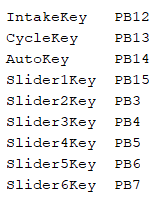 IntakeKey PB12
CycleKey PB13
AutoKey PB14
Slider1Key PB15
Slider2Key PB3
Slider3Key PB4
Slider4Key PB5
Slider5Key PB6
Slider6Key PB7